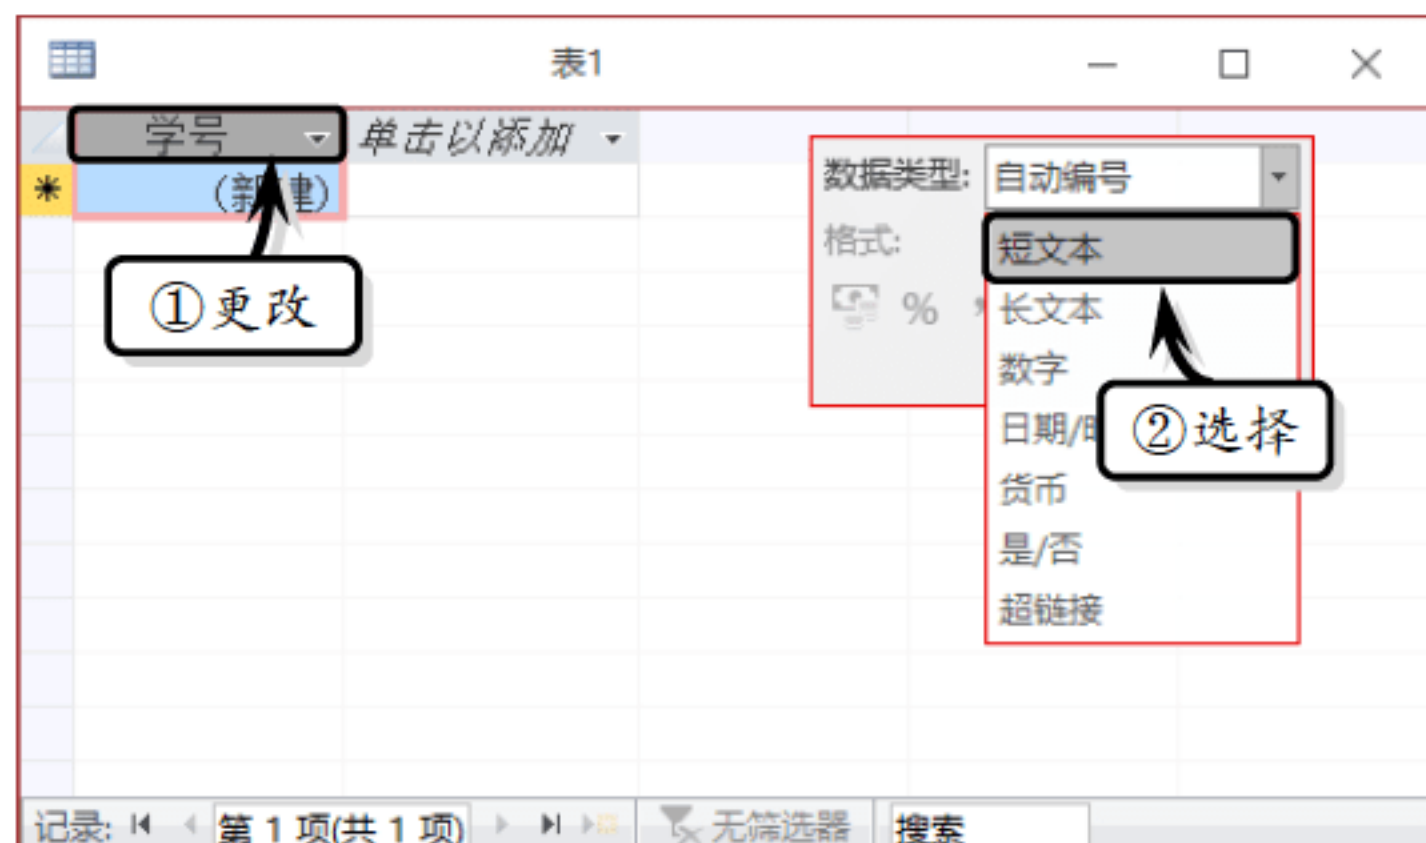 表1
学号 单击以添加
(新建)
①更改
数据类型: 自动编号
格式:
%
短文本
长文本
数字
日期/
②选择
货币
是/否
超链接
记录: 第 1 项(共 1 项) 无筛选器 搜索